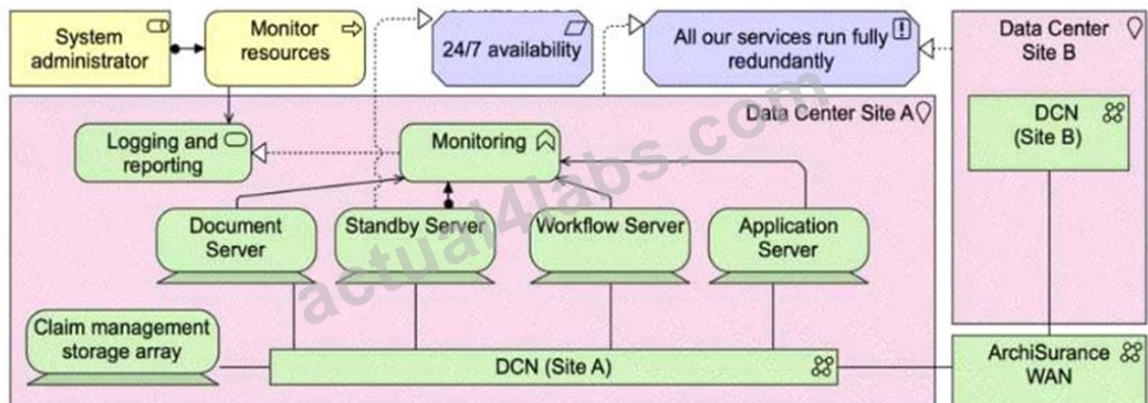 System
administrator
Monitor
resources
24/7 availability
All our services run fully
redundantly
Data Center
Site B
DCN
(Site B)
Data Center Site A
Logging and
reporting
Monitoring
Document
Server
Standby Server
Workflow Server
Application
Server
Claim management
storage array
DCN (Site A)
ArchiSurance
WAN
actual4labs.com